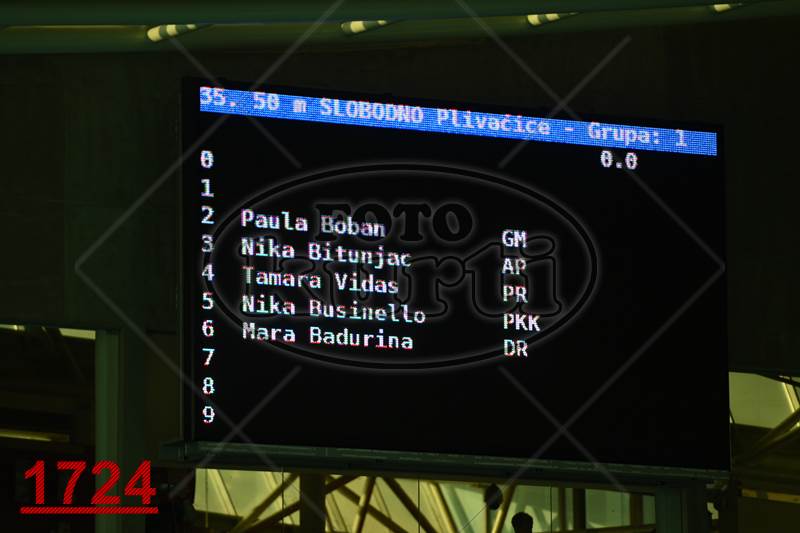 35. 50 m SLOBODNO Plivačice - Grupa: 1
0 0.0
1
2 Paula Boban GM
3 Nika Bitunjac AP
4 Tamara Vidas PR
5 Nika Businello PKK
6 Mara Badurina DR
7
8
9
FOTO
kurti
1724